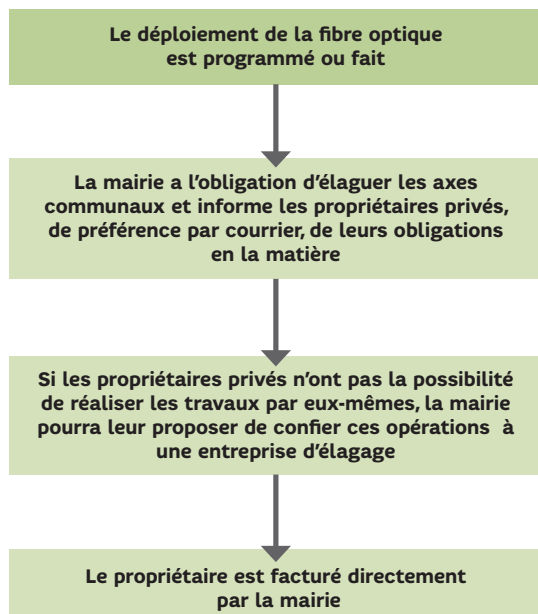 Le déploiement de la fibre optique
est programmé ou fait
La mairie a l'obligation d'élaguer les axes
communaux et informe les propriétaires privés,
de préférence par courrier, de leurs obligations
en la matière
Si les propriétaires privés n'ont pas la possibilité
de réaliser les travaux par eux-mêmes, la mairie
pourra leur proposer de confier ces opérations à
une entreprise d'élagage
Le propriétaire est facturé directement
par la mairie